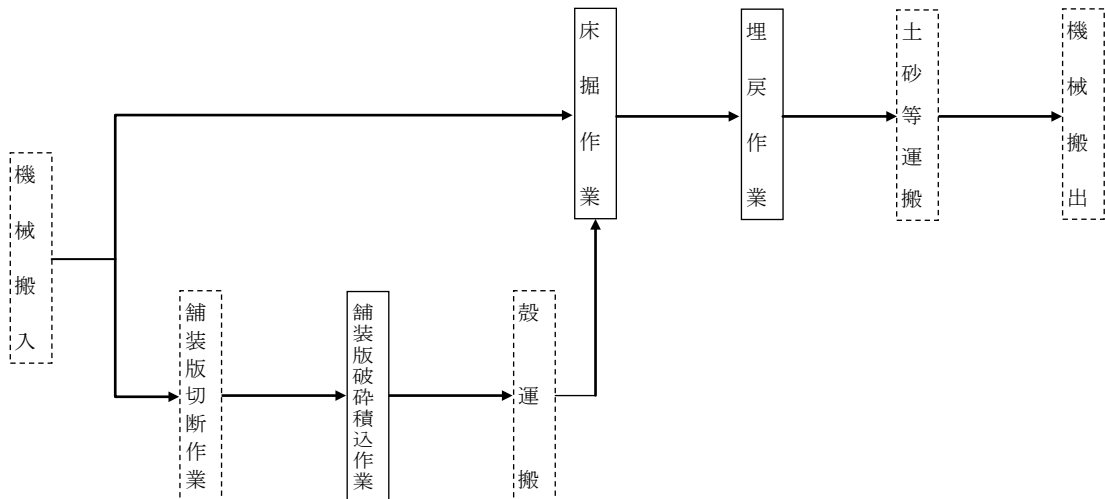 機械搬入
舗装版切断作業
舗装版破砕積込作業
殻運搬
床掘作業
埋戻作業
土砂等運搬
機械搬出